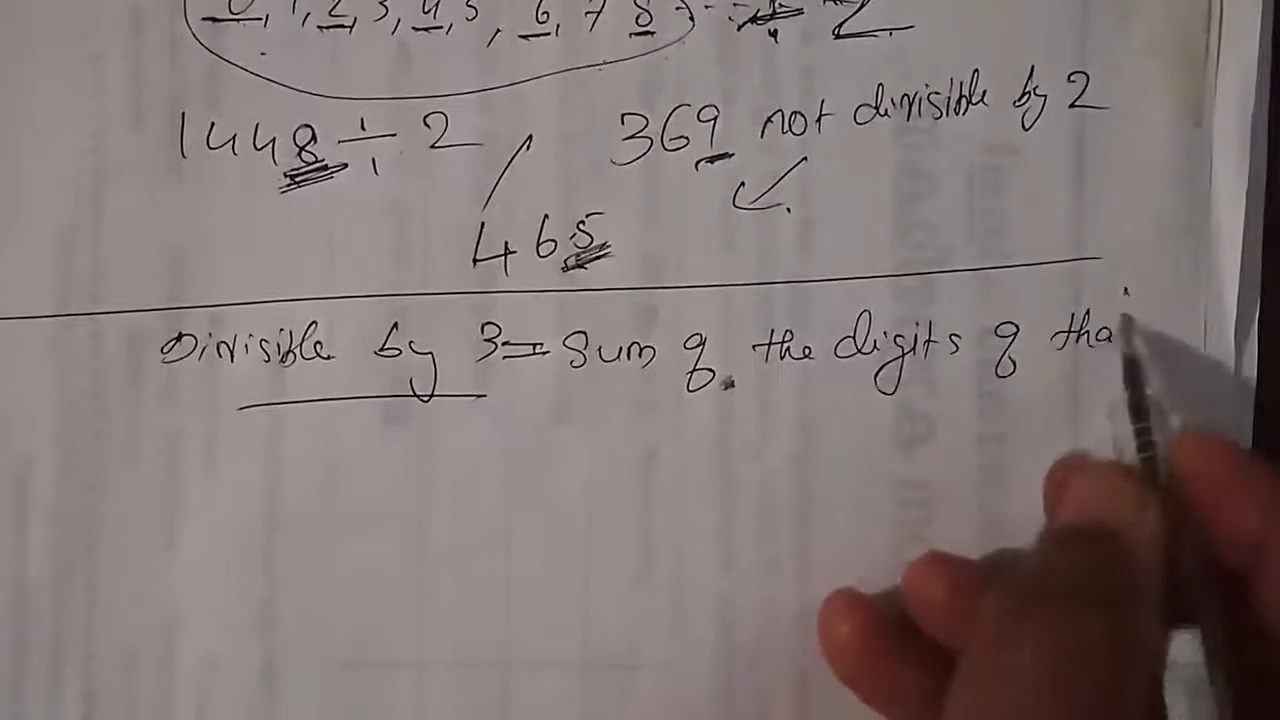 0, 1, 2, 3, 4, 5, 6, 7 8 2
1448 ÷ 2 369 not divisible by 2
465
Divisible by 3 = Sum of the digits of tha